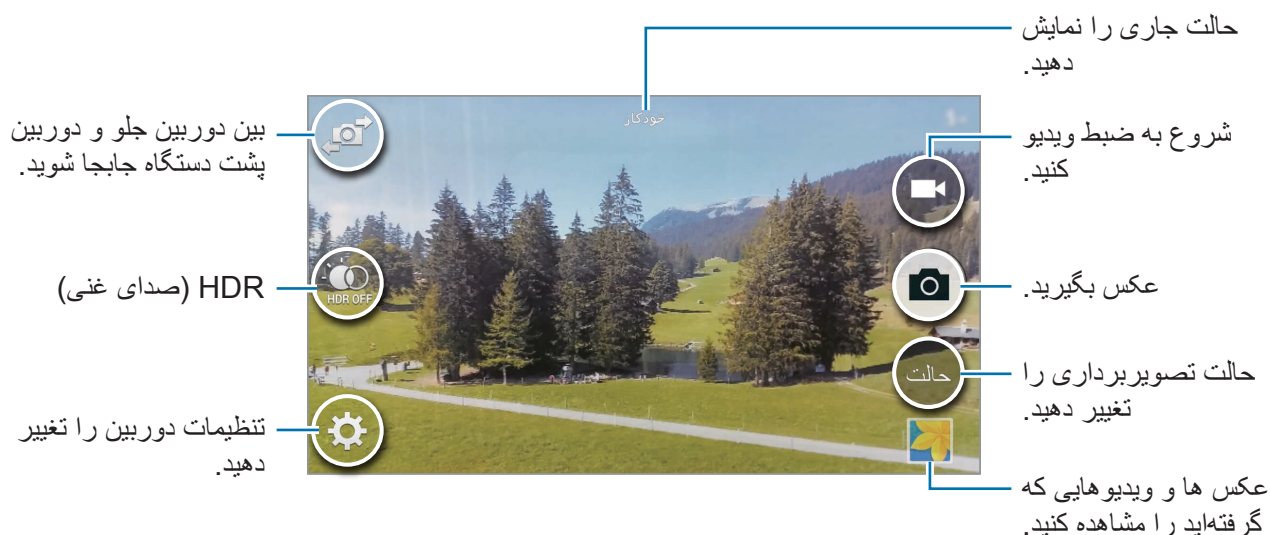 حالت جاری را نمایش
دهید.
خودکار
بین دوربین جلو و دوربین
پشت دستگاه جابجا شوید.
شروع به ضبط ویدیو
کنید.
HDR (صدای غنی)
HDR OFF
عکس بگیرید.
حالت تصویربرداری را
تغییر دهید.
حالت
تنظیمات دوربین را تغییر
دهید.
عکس ها و ویدیوهایی که
گرفته‌اید را مشاهده کنید.